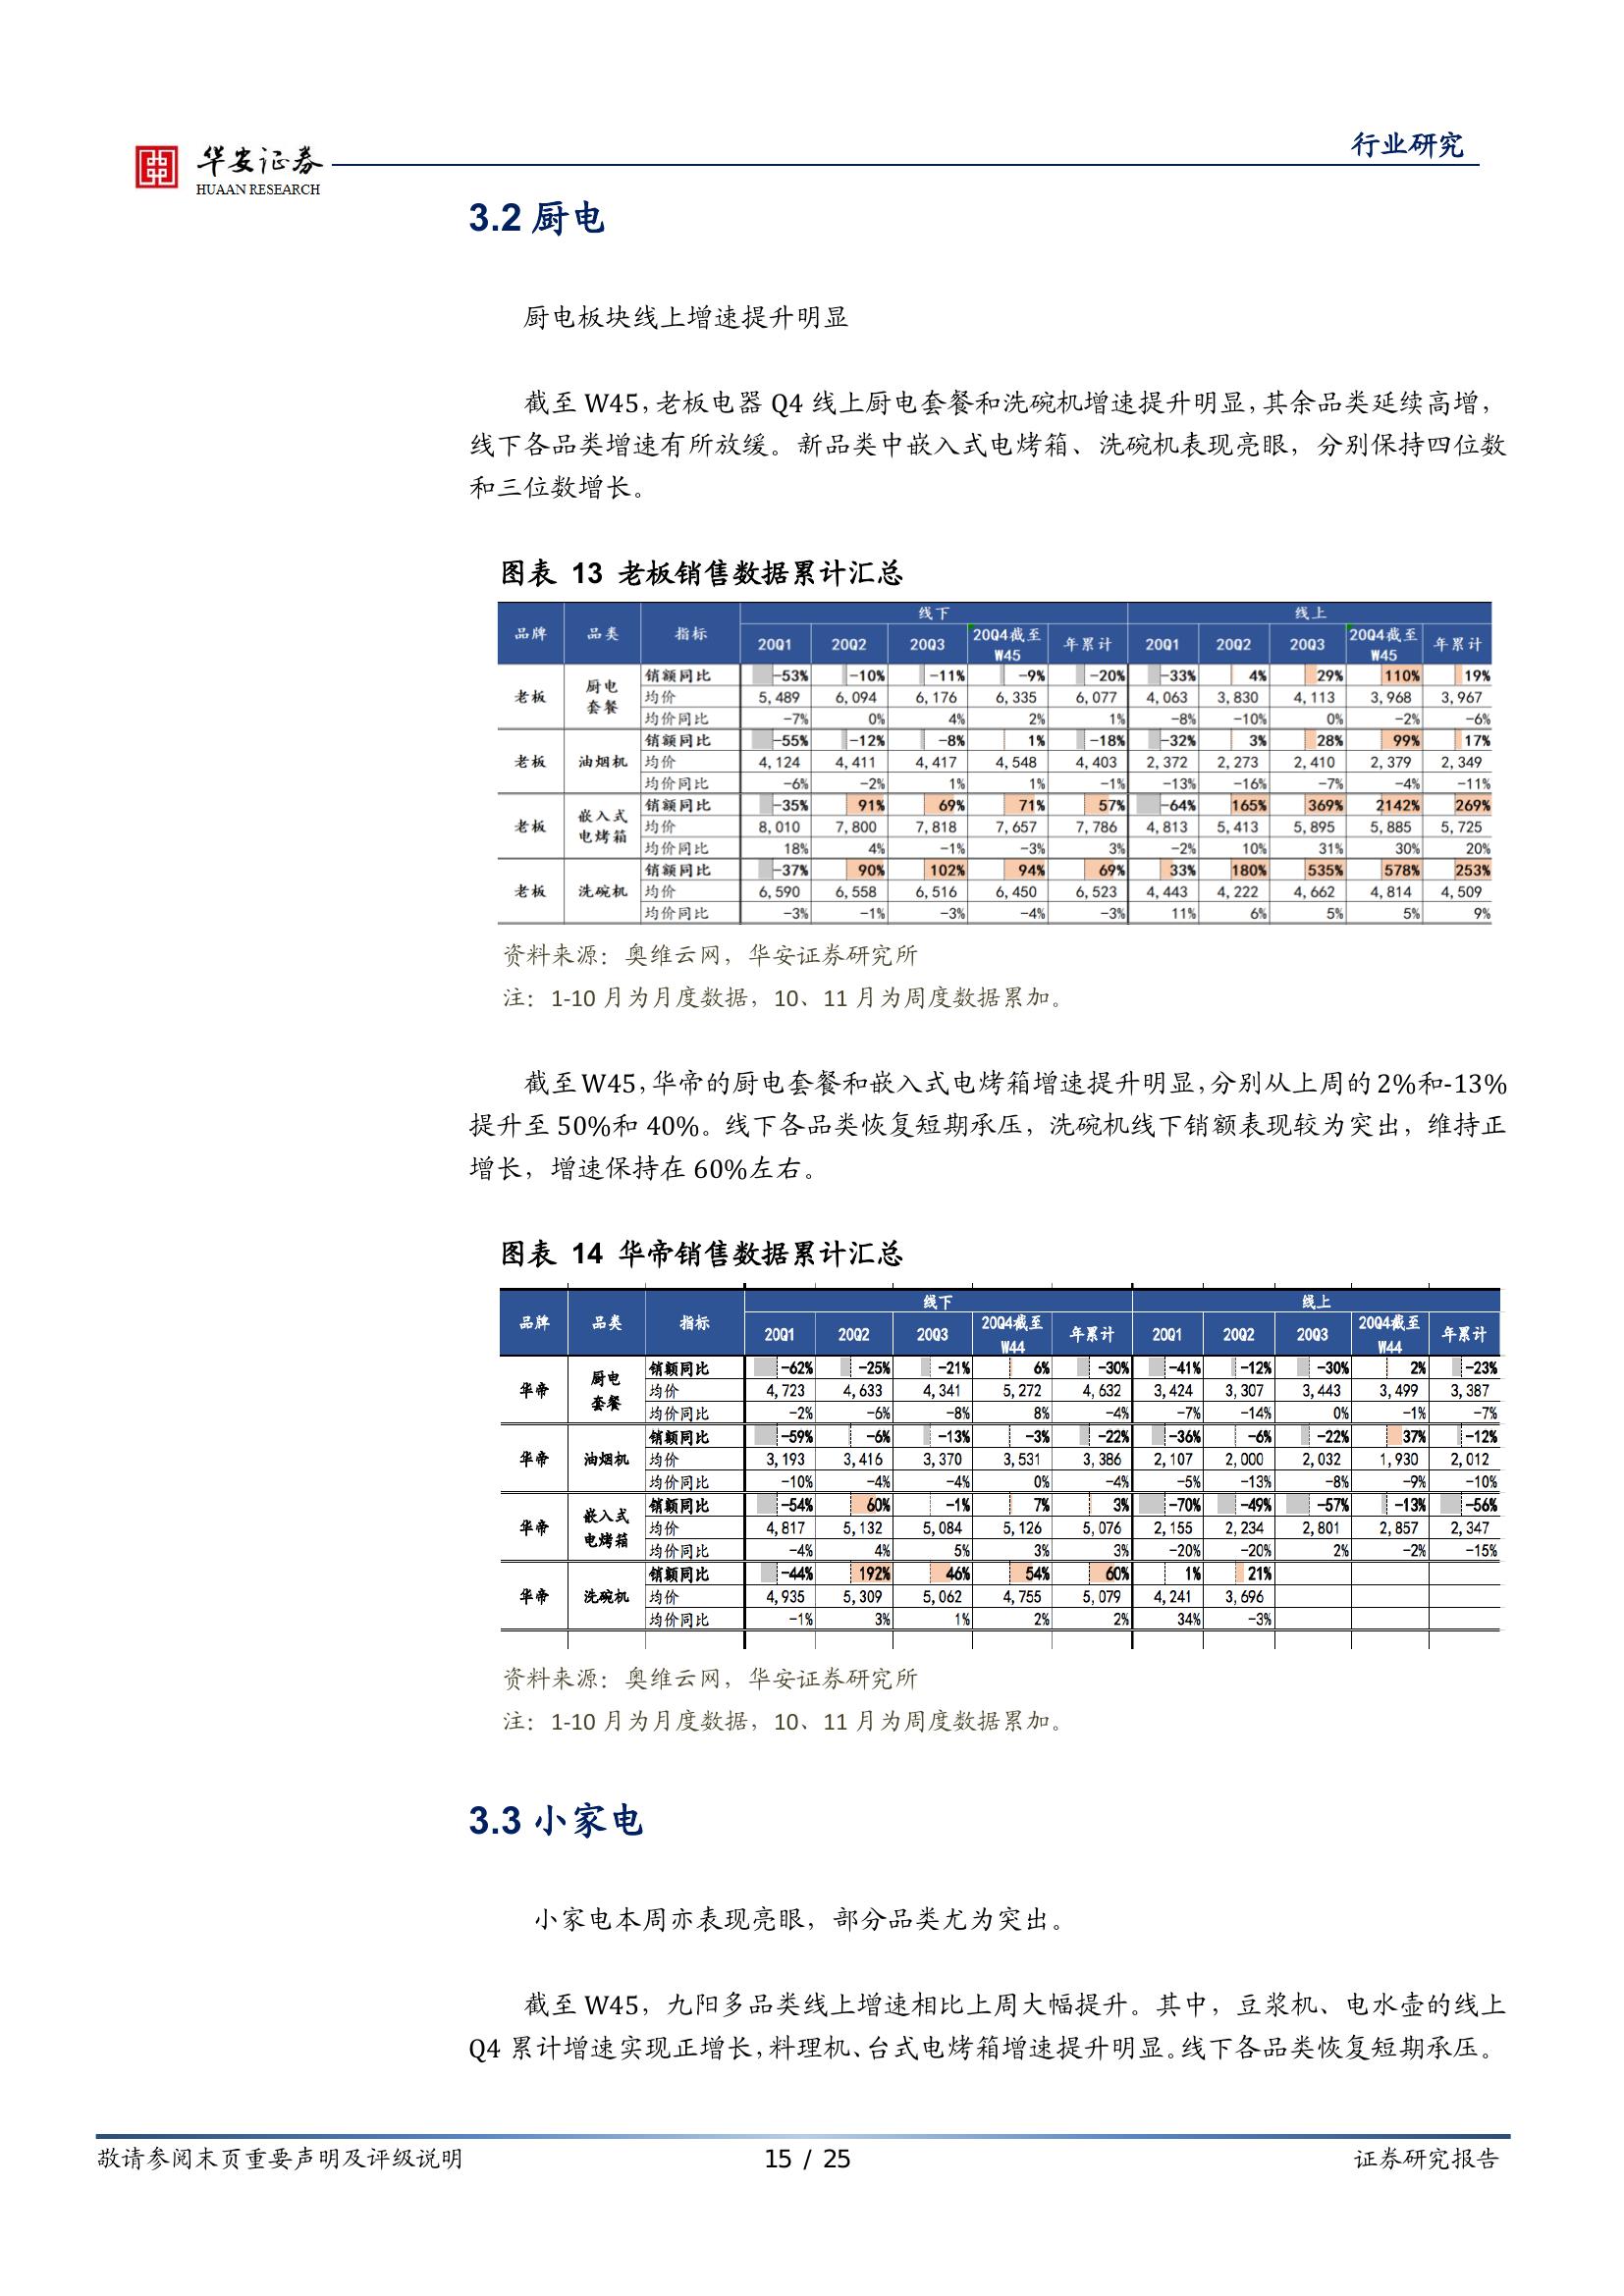 行业研究
华安证券
HUAAN RESEARCH
3.2 厨电
厨电板块线上增速提升明显
截至 W45，老板电器 Q4 线上厨电套餐和洗碗机增速提升明显，其余品类延续高增，
线下各品类增速有所放缓。新品类中嵌入式电烤箱、洗碗机表现亮眼，分别保持四位数
和三位数增长。
图表 13 老板销售数据累计汇总
品牌 品类 指标 线下 线上
20Q1 20Q2 20Q3 20Q4截至W45 年累计 20Q1 20Q2 20Q3 20Q4截至W45 年累计
老板 厨电套餐 销额同比 -53% -10% -11% -9% -20% -33% 4% 29% 110% 19%
均价 5,489 6,094 6,176 6,335 6,077 4,063 3,830 4,113 3,968 3,967
均价同比 -7% 0% 4% 2% 1% -8% -10% 0% -2% -6%
老板 油烟机 销额同比 -55% -12% -8% 1% -18% -32% 3% 28% 99% 17%
均价 4,124 4,411 4,417 4,548 4,403 2,372 2,273 2,410 2,379 2,349
均价同比 -6% -2% 1% 1% -1% -13% -16% -7% -4% -11%
老板 嵌入式电烤箱 销额同比 -35% 91% 69% 71% 57% -64% 165% 369% 2142% 269%
均价 8,010 7,800 7,818 7,657 7,786 4,813 5,413 5,895 5,885 5,725
均价同比 18% 4% -1% -3% 3% -2% 10% 31% 30% 20%
老板 洗碗机 销额同比 -37% 90% 102% 94% 69% 33% 180% 535% 578% 253%
均价 6,590 6,558 6,516 6,450 6,523 4,443 4,222 4,662 4,814 4,509
均价同比 -3% -1% -3% -4% -3% 11% 6% 5% 5% 9%
资料来源：奥维云网，华安证券研究所
注：1-10 月为月度数据，10、11 月为周度数据累加。
截至 W45，华帝的厨电套餐和嵌入式电烤箱增速提升明显，分别从上周的 2%和-13%
提升至 50%和 40%。线下各品类恢复短期承压，洗碗机线下销额表现较为突出，维持正
增长，增速保持在 60%左右。
图表 14 华帝销售数据累计汇总
品牌 品类 指标 线下 线上
20Q1 20Q2 20Q3 20Q4截至W44 年累计 20Q1 20Q2 20Q3 20Q4截至W44 年累计
华帝 厨电套餐 销额同比 -62% -25% -21% 6% -30% -41% -12% -30% 2% -23%
均价 4,723 4,633 4,341 5,272 4,632 3,424 3,307 3,443 3,499 3,387
均价同比 -2% -6% -8% 8% -4% -7% -14% 0% -1% -7%
华帝 油烟机 销额同比 -59% -6% -13% -3% -22% -36% -6% -22% 37% -12%
均价 3,193 3,416 3,370 3,531 3,386 2,107 2,000 2,032 1,930 2,012
均价同比 -10% -4% -4% 0% -4% -5% -13% -8% -9% -10%
华帝 嵌入式电烤箱 销额同比 -54% 60% -1% 7% 3% -70% -49% -57% -13% -56%
均价 4,817 5,132 5,084 5,126 5,076 2,155 2,234 2,801 2,857 2,347
均价同比 -4% 4% 5% 3% 3% -20% -20% 2% -2% -15%
华帝 洗碗机 销额同比 -44% 192% 46% 54% 60% 1% 21%
均价 4,935 5,309 5,062 4,755 5,079 4,241 3,696
均价同比 -1% 3% 1% 2% 2% 34% -3%
资料来源：奥维云网，华安证券研究所
注：1-10 月为月度数据，10、11 月为周度数据累加。
3.3 小家电
小家电本周亦表现亮眼，部分品类尤为突出。
截至 W45，九阳多品类线上增速相比上周大幅提升。其中，豆浆机、电水壶的线上
Q4 累计增速实现正增长，料理机、台式电烤箱增速提升明显。线下各品类恢复短期承压。
敬请参阅末页重要声明及评级说明 15 / 25 证券研究报告